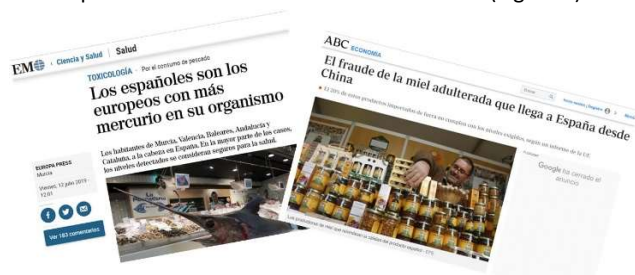 EM
Ciencia y Salud
Salud
TOXICOLOGÍA
Por el consumo de pescado
Los españoles son los
europeos con más
mercurio en su organismo
Los habitantes de Murcia, Valencia, Baleares, Andalucía y
Cataluña, a la cabeza en España. En la mayor parte de los casos,
los niveles detectados se consideran seguros para la salud.
EUROPA PRESS
Murcia
Viernes, 12 julio 2019 -
12:01
Ver 183 comentarios
ABC ECONOMÍA
Buscar
El fraude de la miel adulterada que llega a España desde
China
El 20% de estos productos importados de fuera no cumplen con los niveles exigidos, según un informe de la UE
Google ha cerrado el
anuncio